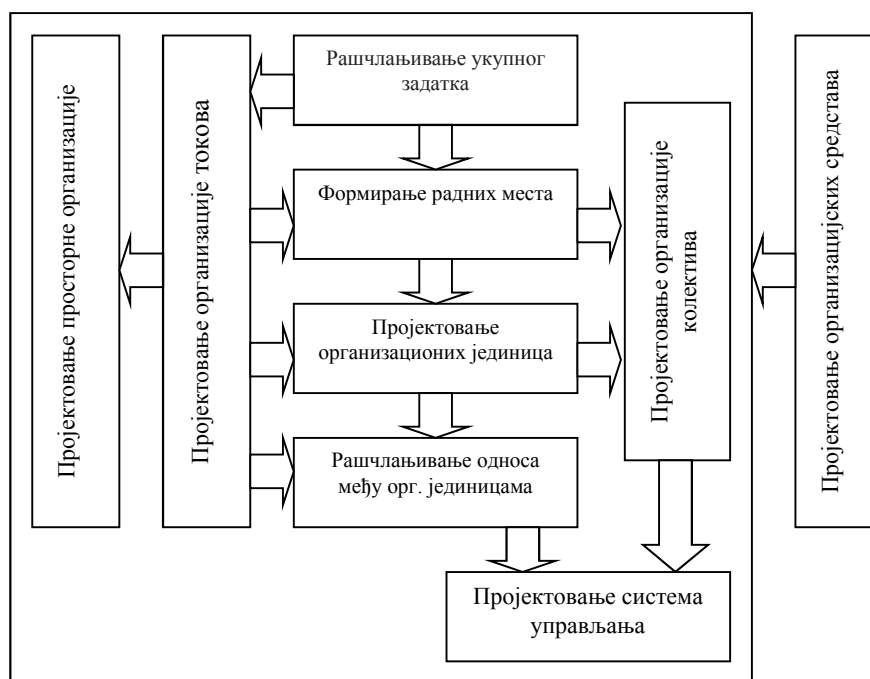 Пројектовање просторне организације
Пројектовање организације токова
Рашчлањивање укупног
задатка
Формирање радних места
Пројектовање
организационих јединица
Рашчлањивање односа
међу орг. јединицама
Пројектовање организације
колектива
Пројектовање система
управљања
Пројектовање организацијских средстава